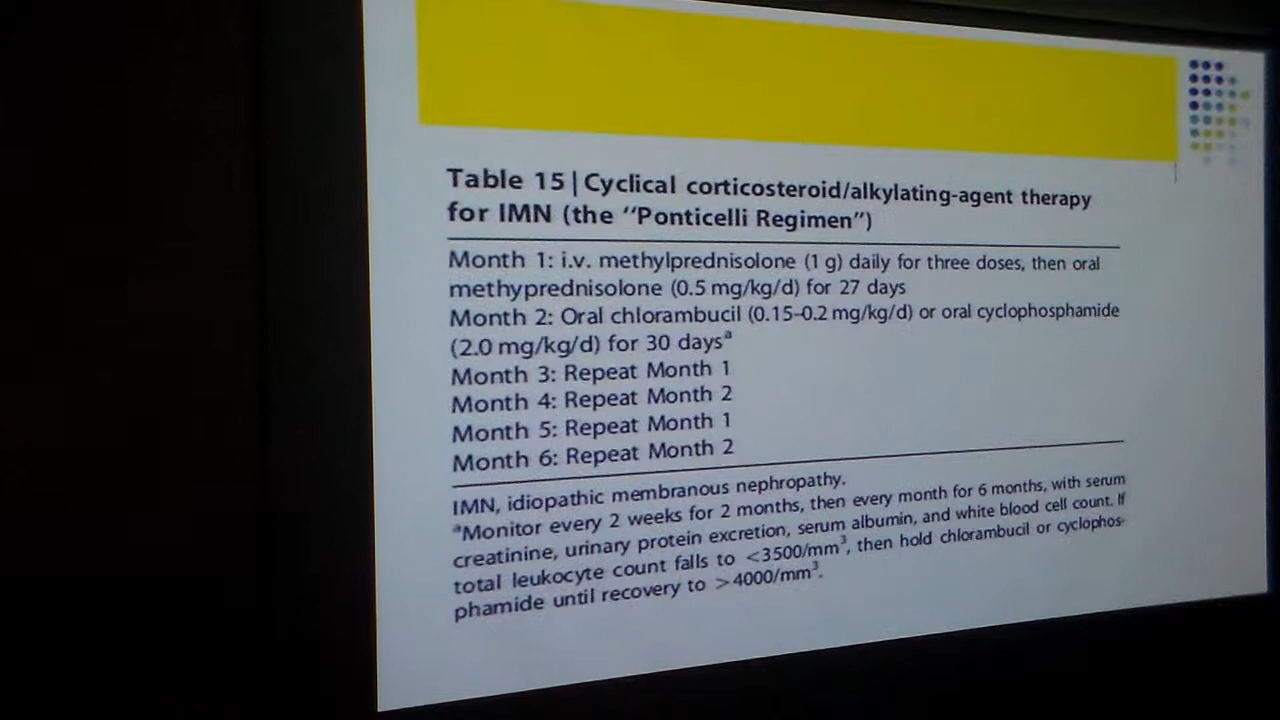 Table 15 | Cyclical corticosteroid/alkylating-agent therapy
for IMN (the “Ponticelli Regimen”)
Month 1: i.v. methylprednisolone (1 g) daily for three doses, then oral
methyprednisolone (0.5 mg/kg/d) for 27 days
Month 2: Oral chlorambucil (0.15–0.2 mg/kg/d) or oral cyclophosphamide
(2.0 mg/kg/d) for 30 daysᵃ
Month 3: Repeat Month 1
Month 4: Repeat Month 2
Month 5: Repeat Month 1
Month 6: Repeat Month 2
IMN, idiopathic membranous nephropathy.
ᵃMonitor every 2 weeks for 2 months, then every month for 6 months, with serum
creatinine, urinary protein excretion, serum albumin, and white blood cell count. If
total leukocyte count falls to <3500/mm³, then hold chlorambucil or cyclophos-
phamide until recovery to >4000/mm³.